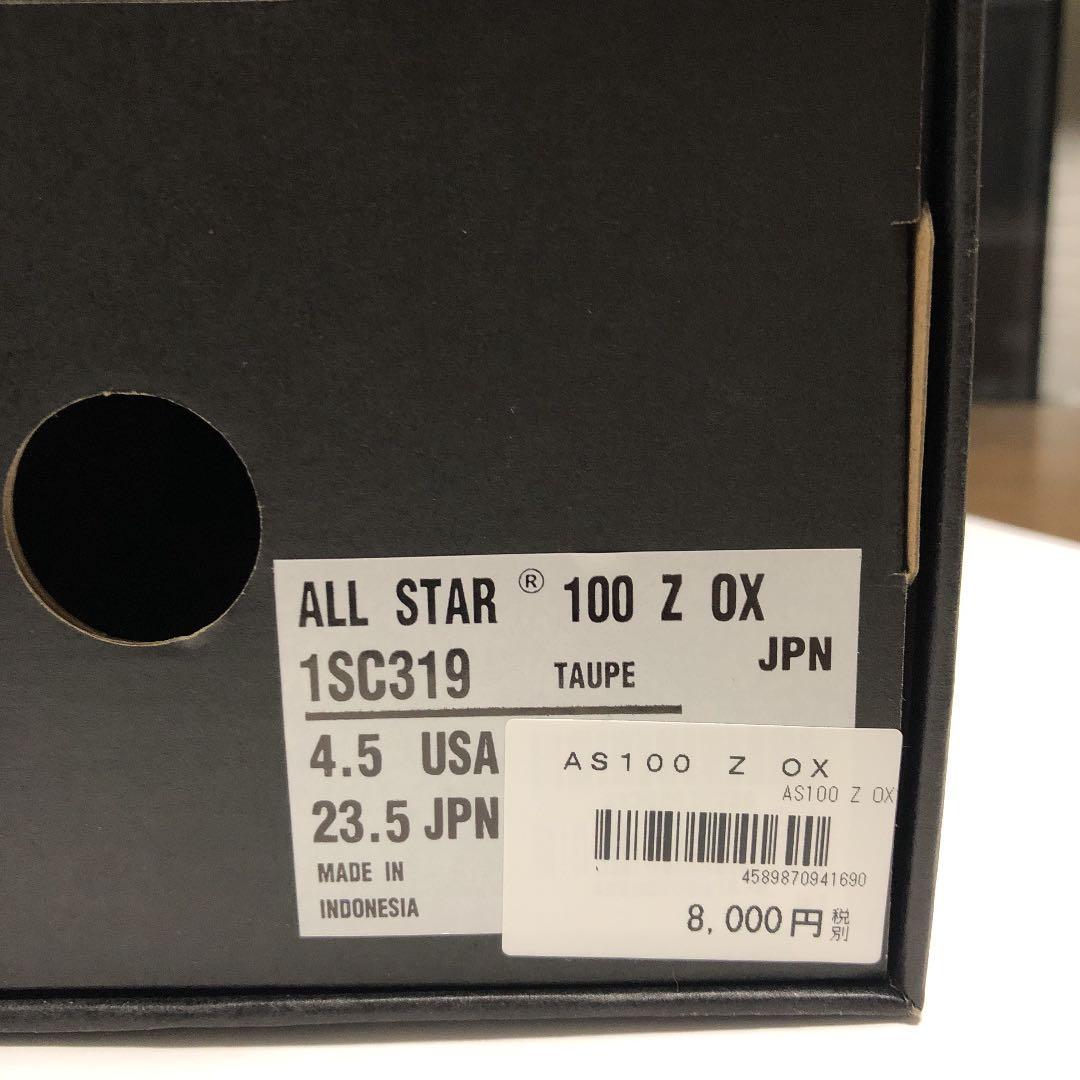 ALL STAR ® 100 Z OX
JPN
1SC319 TAUPE
4.5 USA
23.5 JPN
MADE IN
INDONESIA
AS100 Z OX
AS100 Z OX
4589870941690
8,000円税別